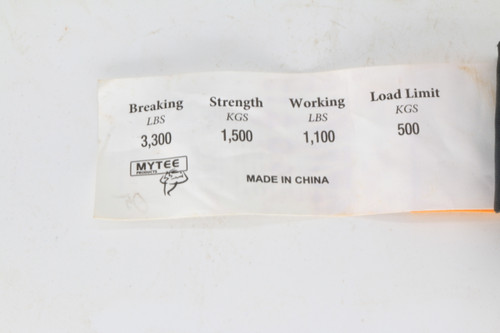 Breaking Strength Working Load Limit
LBS KGS LBS KGS
3,300 1,500 1,100 500
MYTEE
PRODUCTS
MADE IN CHINA